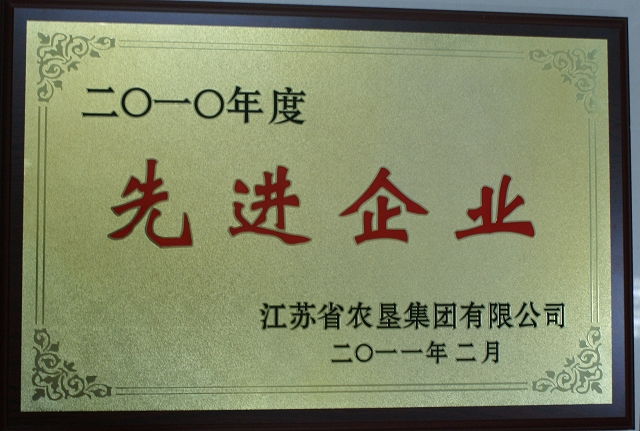 二〇一〇年度
先进企业
江苏省农垦集团有限公司
二〇一一年二月